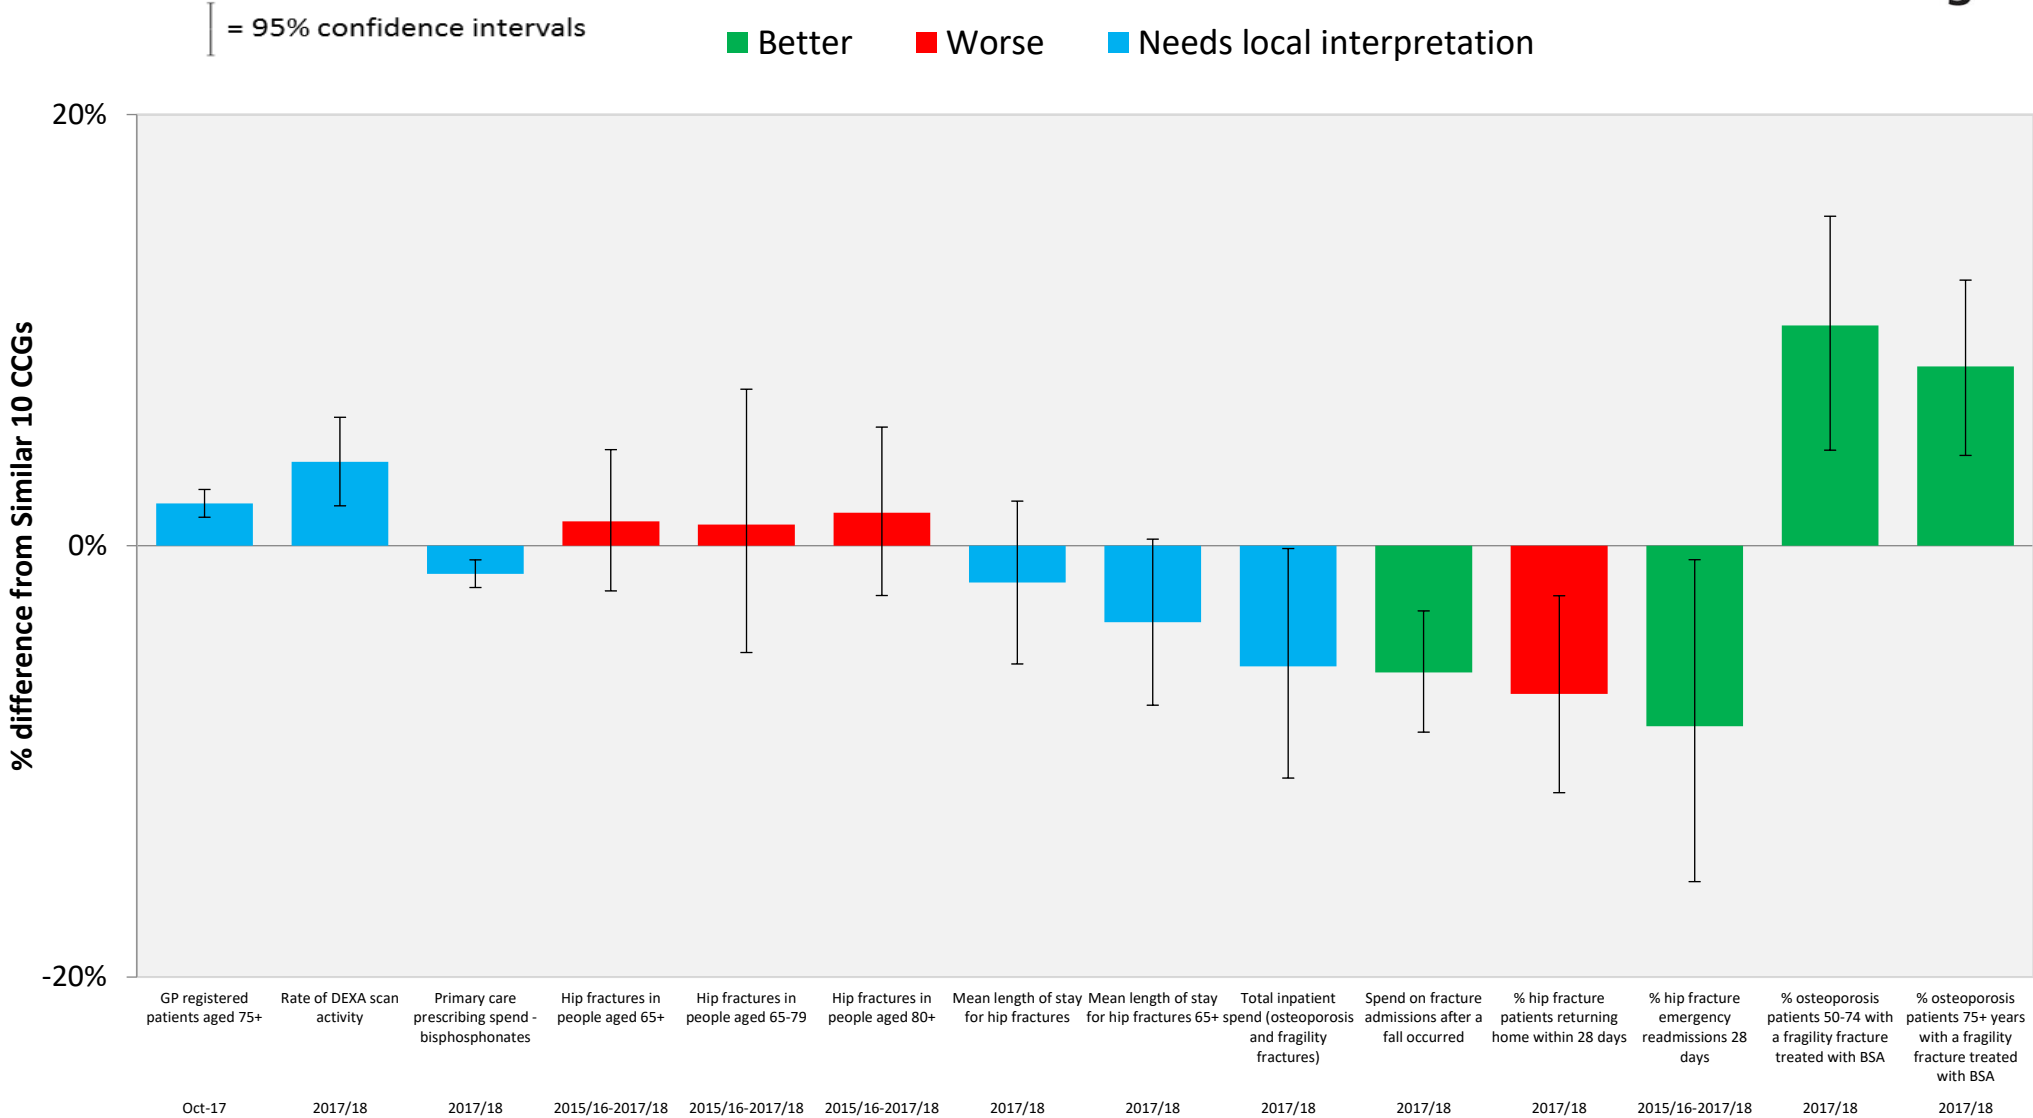 = 95% confidence intervals
Better
Worse
Needs local interpretation
20%
0%
-20%
% difference from Similar 10 CCGs
GP registered
patients aged 75+
Oct-17
Rate of DEXA scan
activity
2017/18
Primary care
prescribing spend -
bisphosphonates
2017/18
Hip fractures in
people aged 65+
2015/16-2017/18
Hip fractures in
people aged 65-79
2015/16-2017/18
Hip fractures in
people aged 80+
2015/16-2017/18
Mean length of stay
for hip fractures
2017/18
Mean length of stay
for hip fractures 65+
2017/18
Total inpatient
spend (osteoporosis
and fragility
fractures)
2017/18
Spend on fracture
admissions after a
fall occurred
2017/18
% hip fracture
patients returning
home within 28 days
2017/18
% hip fracture
emergency
readmissions 28
days
2015/16-2017/18
% osteoporosis
patients 50-74 with
a fragility fracture
treated with BSA
2017/18
% osteoporosis
patients 75+ years
with a fragility
fracture treated
with BSA
2017/18